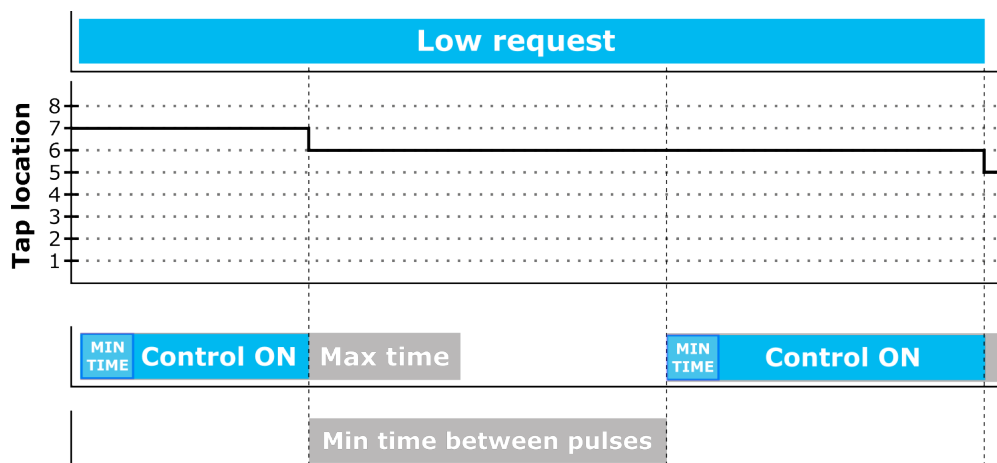 Low request
Tap location
8
7
6
5
4
3
2
1
MIN
TIME
Control ON
Max time
MIN
TIME
Control ON
Min time between pulses